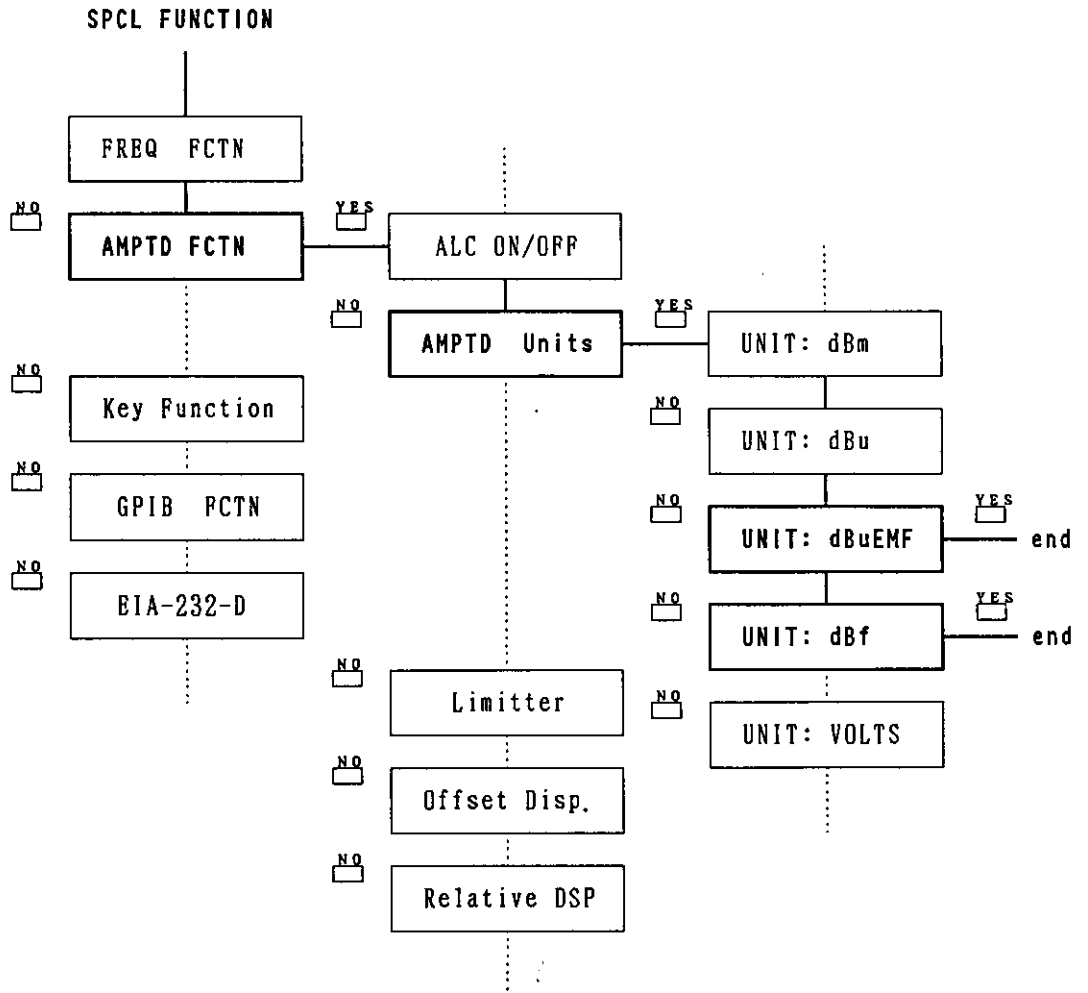 SPCL FUNCTION
FREQ FCTN
NO
AMPTD FCTN
YES
ALC ON/OFF
NO
AMPTD Units
YES
UNIT: dBm
NO
Key Function
NO
UNIT: dBu
NO
GPIB FCTN
NO
UNIT: dBuEMF
YES
end
NO
EIA-232-D
NO
UNIT: dBf
YES
end
NO
Limitter
NO
UNIT: VOLTS
NO
Offset Disp.
NO
Relative DSP